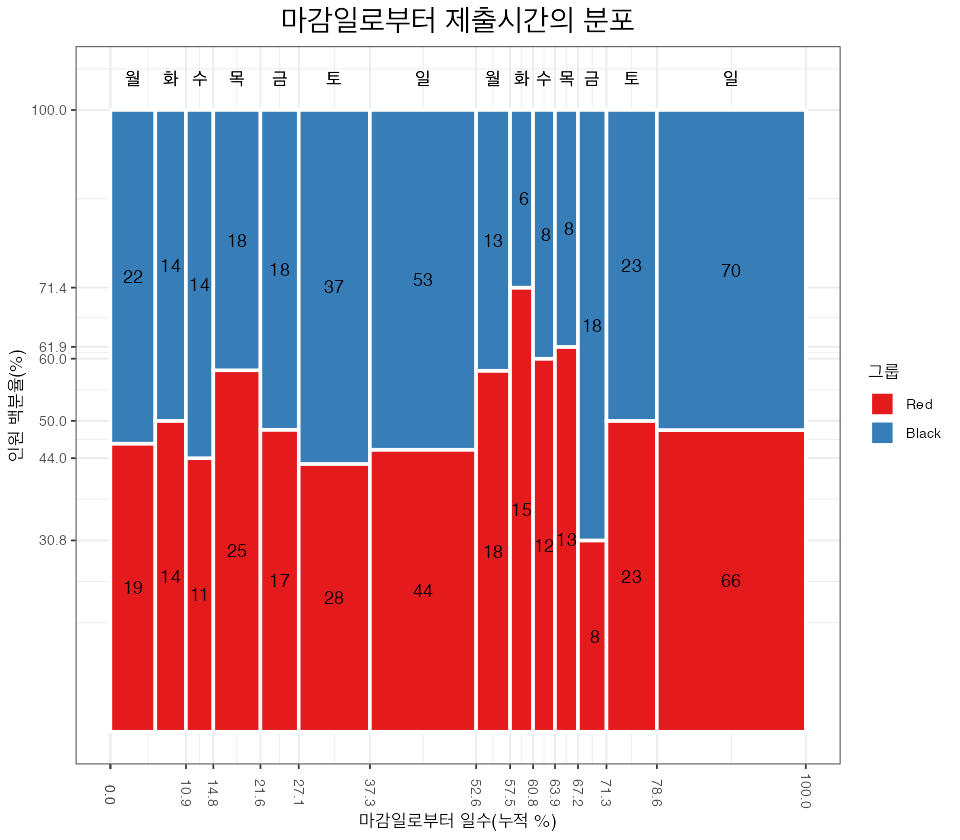 마감일로부터 제출시간의 분포
월 화 수 목 금 토 일 월 화 수 목 금 토 일
100.0
71.4
61.9
60.0
50.0
44.0
30.8
인원 백분율(%)
22 14 14 18 18 37 53 13 6 8 8 18 23 70
19 14 11 25 17 28 44 18 15 12 13 8 23 66
0.0 10.9 14.8 21.6 27.1 37.3 52.6 57.5 60.8 63.9 67.2 71.3 78.6 100.0
마감일로부터 일수(누적 %)
그룹
Red
Black